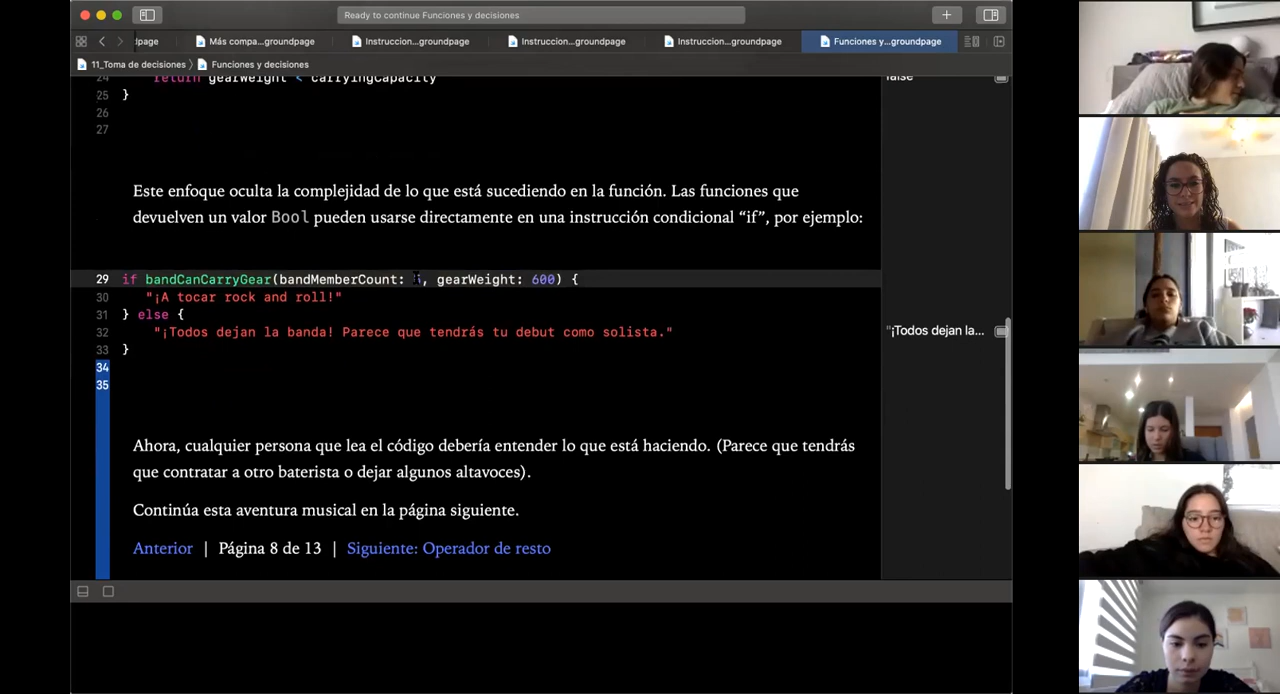 Ready to continue Funciones y decisiones
lpage
Más compa...groundpage
Instruccion...groundpage
Instruccion...groundpage
Instruccion...groundpage
Funciones y...groundpage
11_Toma de decisiones
Funciones y decisiones
24 return gearWeight < carryingCapacity
false
25 }
26
27
Este enfoque oculta la complejidad de lo que está sucediendo en la función. Las funciones que
devuelven un valor Bool pueden usarse directamente en una instrucción condicional “if”, por ejemplo:
29 if bandCanCarryGear(bandMemberCount: , gearWeight: 600) {
30 "¡A tocar rock and roll!"
31 } else {
32 "¡Todos dejan la banda! Parece que tendrás tu debut como solista."
"¡Todos dejan la...
33 }
34
35
Ahora, cualquier persona que lea el código debería entender lo que está haciendo. (Parece que tendrás
que contratar a otro baterista o dejar algunos altavoces).
Continúa esta aventura musical en la página siguiente.
Anterior | Página 8 de 13 | Siguiente: Operador de resto